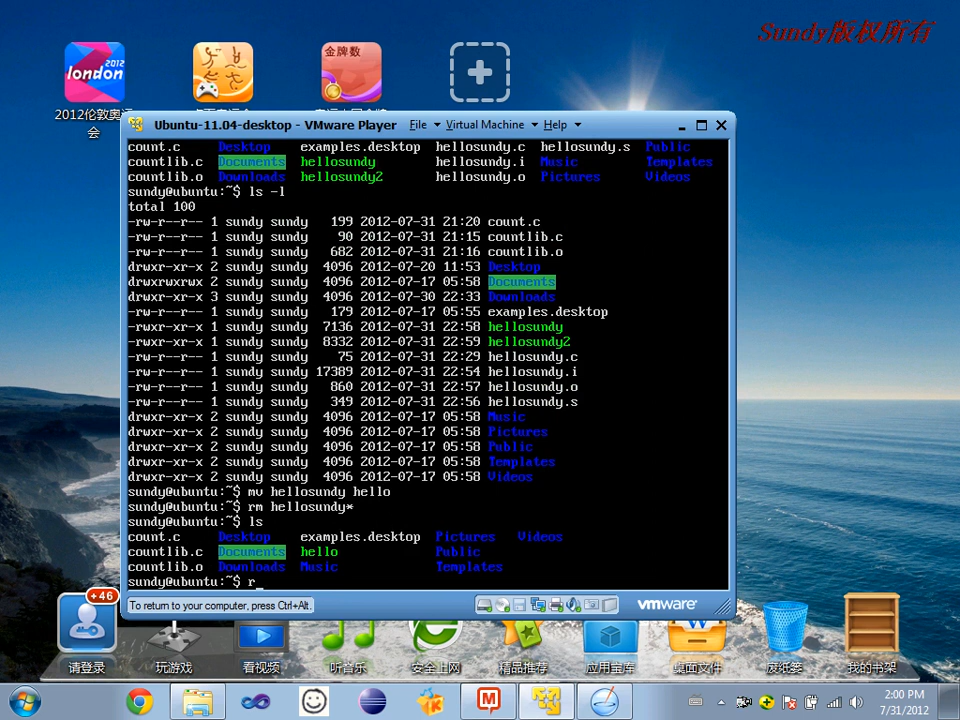 Sundy版权所有
london
2012
金牌数
2012伦敦奥运
会
Ubuntu-11.04-desktop - VMware Player File Virtual Machine Help
count.c Desktop examples.desktop hellosundy.c hellosundy.s Public
countlib.c Documents hellosundy hellosundy.i Music Templates
countlib.o Downloads hellosundy2 hellosundy.o Pictures Videos
sundy@ubuntu:~$ ls -l
total 100
-rw-r--r-- 1 sundy sundy 199 2012-07-31 21:20 count.c
-rw-r--r-- 1 sundy sundy 90 2012-07-31 21:15 countlib.c
-rw-r--r-- 1 sundy sundy 682 2012-07-31 21:16 countlib.o
drwxr-xr-x 2 sundy sundy 4096 2012-07-20 11:53 Desktop
drwxrwxrwx 2 sundy sundy 4096 2012-07-17 05:58 Documents
drwxr-xr-x 3 sundy sundy 4096 2012-07-30 22:33 Downloads
-rw-r--r-- 1 sundy sundy 179 2012-07-17 05:55 examples.desktop
-rwxr-xr-x 1 sundy sundy 7136 2012-07-31 22:58 hellosundy
-rwxr-xr-x 1 sundy sundy 8332 2012-07-31 22:59 hellosundy2
-rw-r--r-- 1 sundy sundy 75 2012-07-31 22:29 hellosundy.c
-rw-r--r-- 1 sundy sundy 17389 2012-07-31 22:54 hellosundy.i
-rw-r--r-- 1 sundy sundy 860 2012-07-31 22:57 hellosundy.o
-rw-r--r-- 1 sundy sundy 349 2012-07-31 22:56 hellosundy.s
drwxr-xr-x 2 sundy sundy 4096 2012-07-17 05:58 Music
drwxr-xr-x 2 sundy sundy 4096 2012-07-17 05:58 Pictures
drwxr-xr-x 2 sundy sundy 4096 2012-07-17 05:58 Public
drwxr-xr-x 2 sundy sundy 4096 2012-07-17 05:58 Templates
drwxr-xr-x 2 sundy sundy 4096 2012-07-17 05:58 Videos
sundy@ubuntu:~$ mv hellosundy hello
sundy@ubuntu:~$ rm hellosundy*
sundy@ubuntu:~$ ls
count.c Desktop examples.desktop Pictures Videos
countlib.c Documents hello Public
countlib.o Downloads Music Templates
sundy@ubuntu:~$ r_
To return to your computer, press Ctrl+Alt.
vmware
+46
请登录 玩游戏 看视频 听音乐 安全上网 精品推荐 应用宝库 桌面文件 废纸篓 我的书架
2:00 PM
7/31/2012